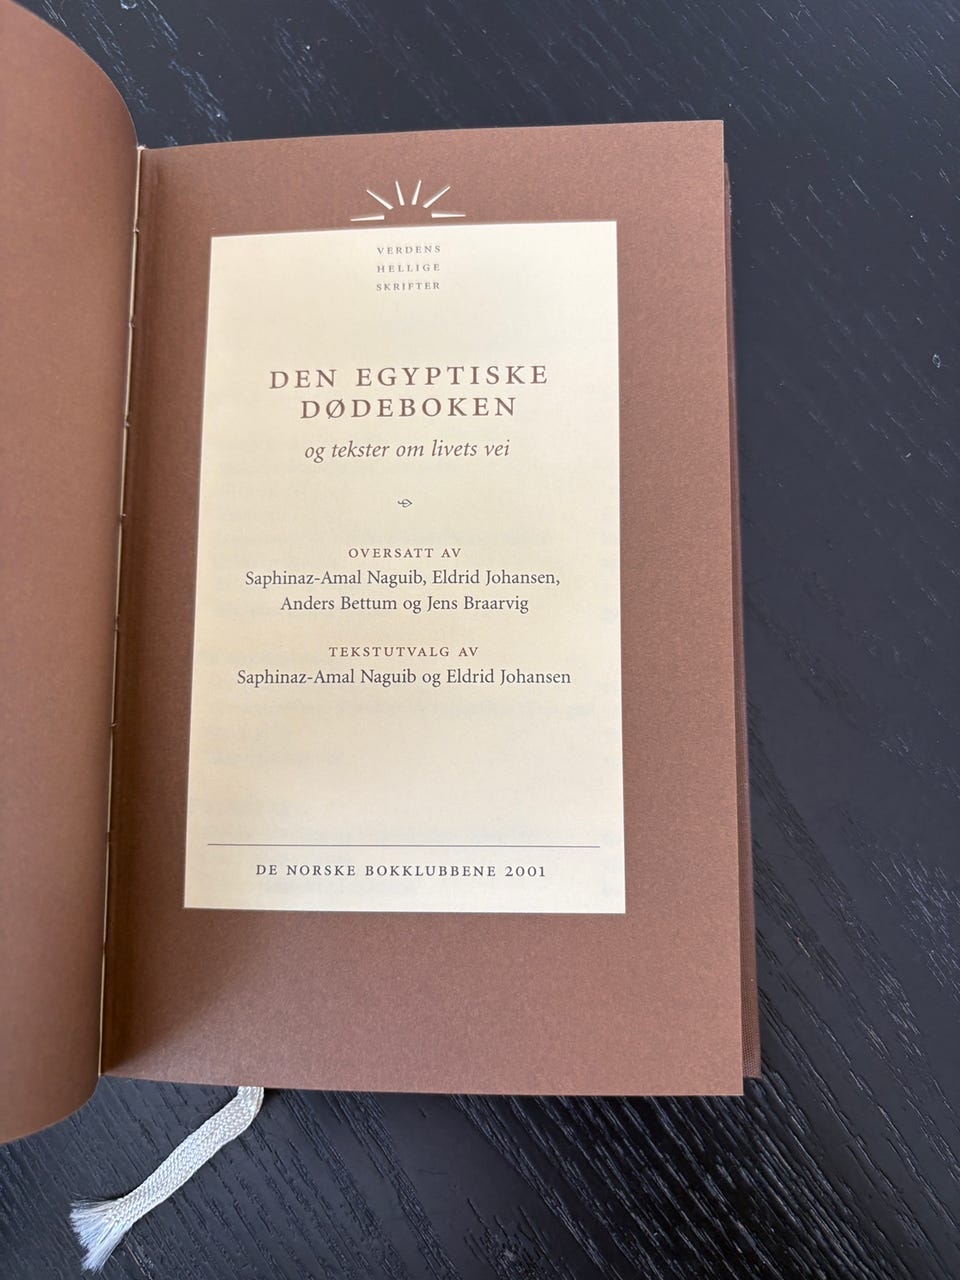 VERDENS
HELLIGE
SKRIFTER
DEN EGYPTISKE
DØDEBOKEN
og tekster om livets vei
OVERSATT AV
Saphinaz-Amal Naguib, Eldrid Johansen,
Anders Bettum og Jens Braarvig
TEKSTUTVALG AV
Saphinaz-Amal Naguib og Eldrid Johansen
DE NORSKE BOKKLUBBENE 2001